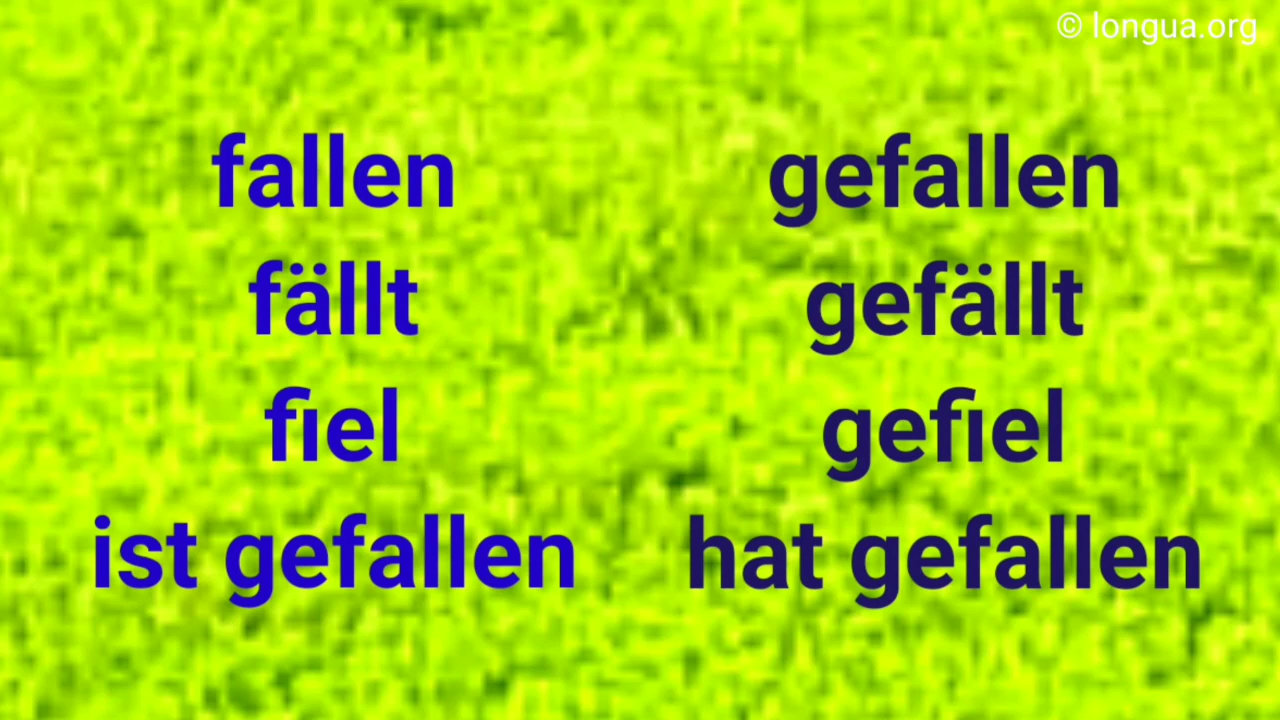 © longua.org
fallen gefallen
fällt gefällt
fiel gefiel
ist gefallen hat gefallen